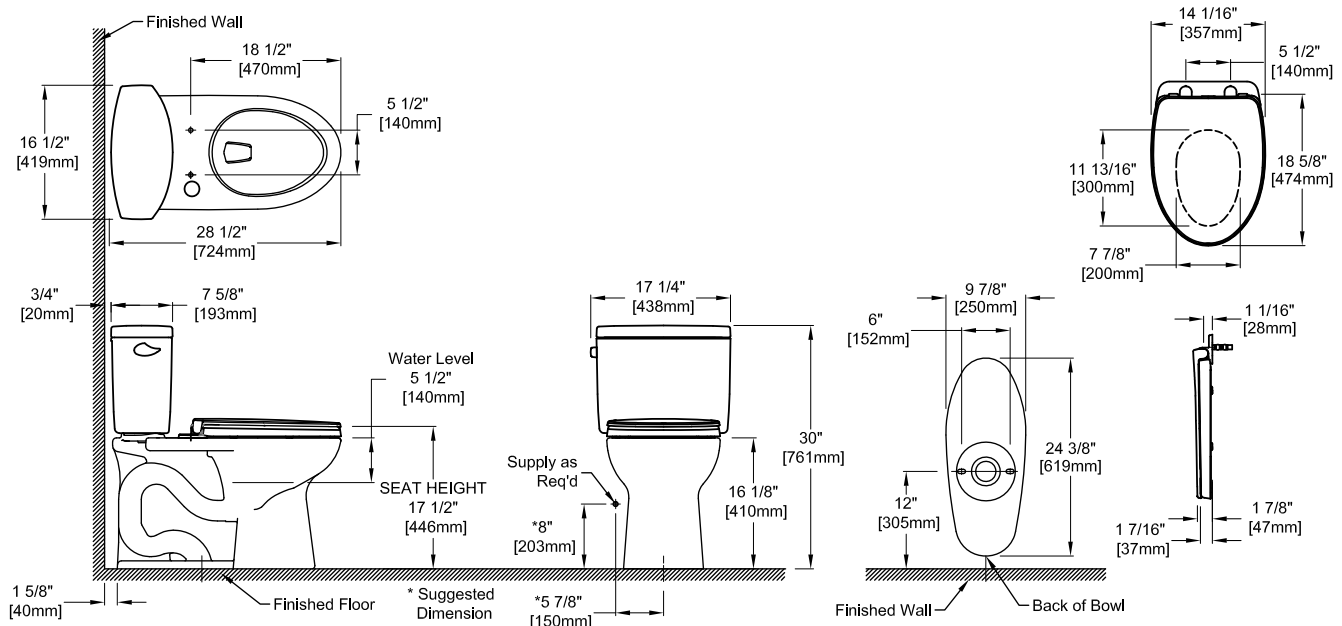 Finished Wall
18 1/2"
[470mm]
5 1/2"
[140mm]
16 1/2"
[419mm]
28 1/2"
[724mm]
3/4"
[20mm]
7 5/8"
[193mm]
Water Level
5 1/2"
[140mm]
SEAT HEIGHT
17 1/2"
[446mm]
1 5/8"
[40mm]
Finished Floor
* Suggested
Dimension
17 1/4"
[438mm]
30"
[761mm]
Supply as
Req'd
16 1/8"
[410mm]
*8"
[203mm]
*5 7/8"
[150mm]
9 7/8"
[250mm]
6"
[152mm]
24 3/8"
[619mm]
12"
[305mm]
Finished Wall
Back of Bowl
14 1/16"
[357mm]
5 1/2"
[140mm]
11 13/16"
[300mm]
18 5/8"
[474mm]
7 7/8"
[200mm]
1 1/16"
[28mm]
1 7/8"
[47mm]
1 7/16"
[37mm]